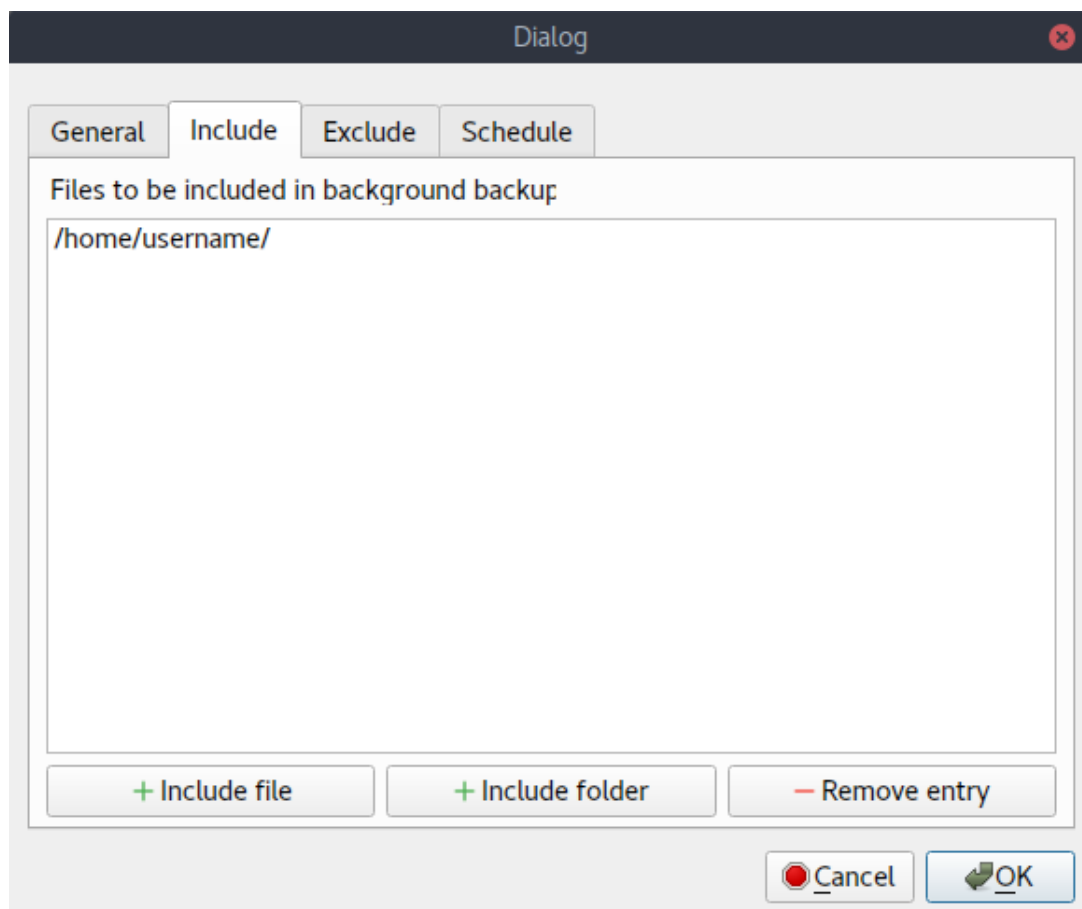 Dialog
General Include Exclude Schedule
Files to be included in background backup
/home/username/
Include file Include folder Remove entry
Cancel OK